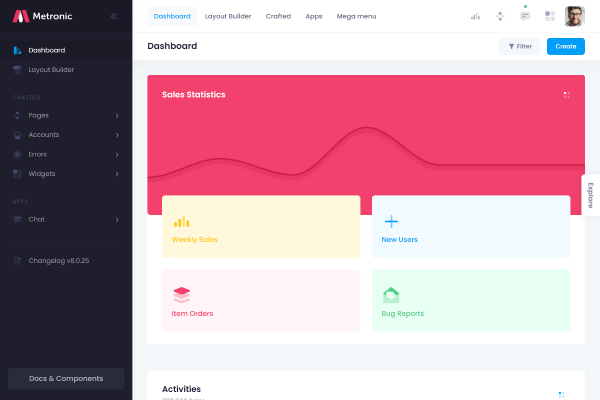 Metronic
Dashboard
Layout Builder
CRAFTED
Pages
Accounts
Errors
Widgets
APPS
Chat
Changelog v8.0.25
Docs & Components
Dashboard
Layout Builder
Crafted
Apps
Mega menu
Dashboard
Filter
Create
Sales Statistics
Weekly Sales
New Users
Item Orders
Bug Reports
Explore
Activities